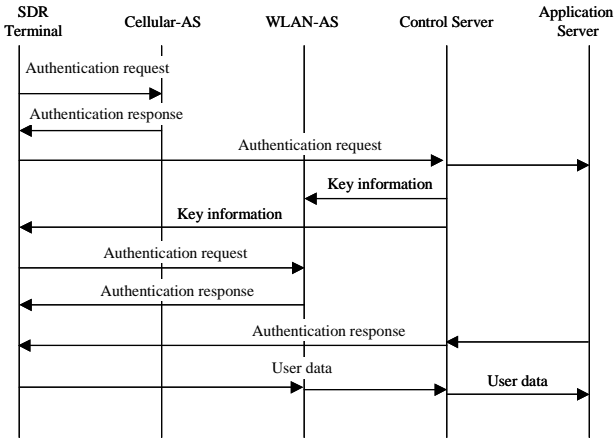 SDR
Terminal
Cellular-AS
WLAN-AS
Control Server
Application
Server
Authentication request
Authentication response
Authentication request
Key information
Key information
Authentication request
Authentication response
Authentication response
User data
User data